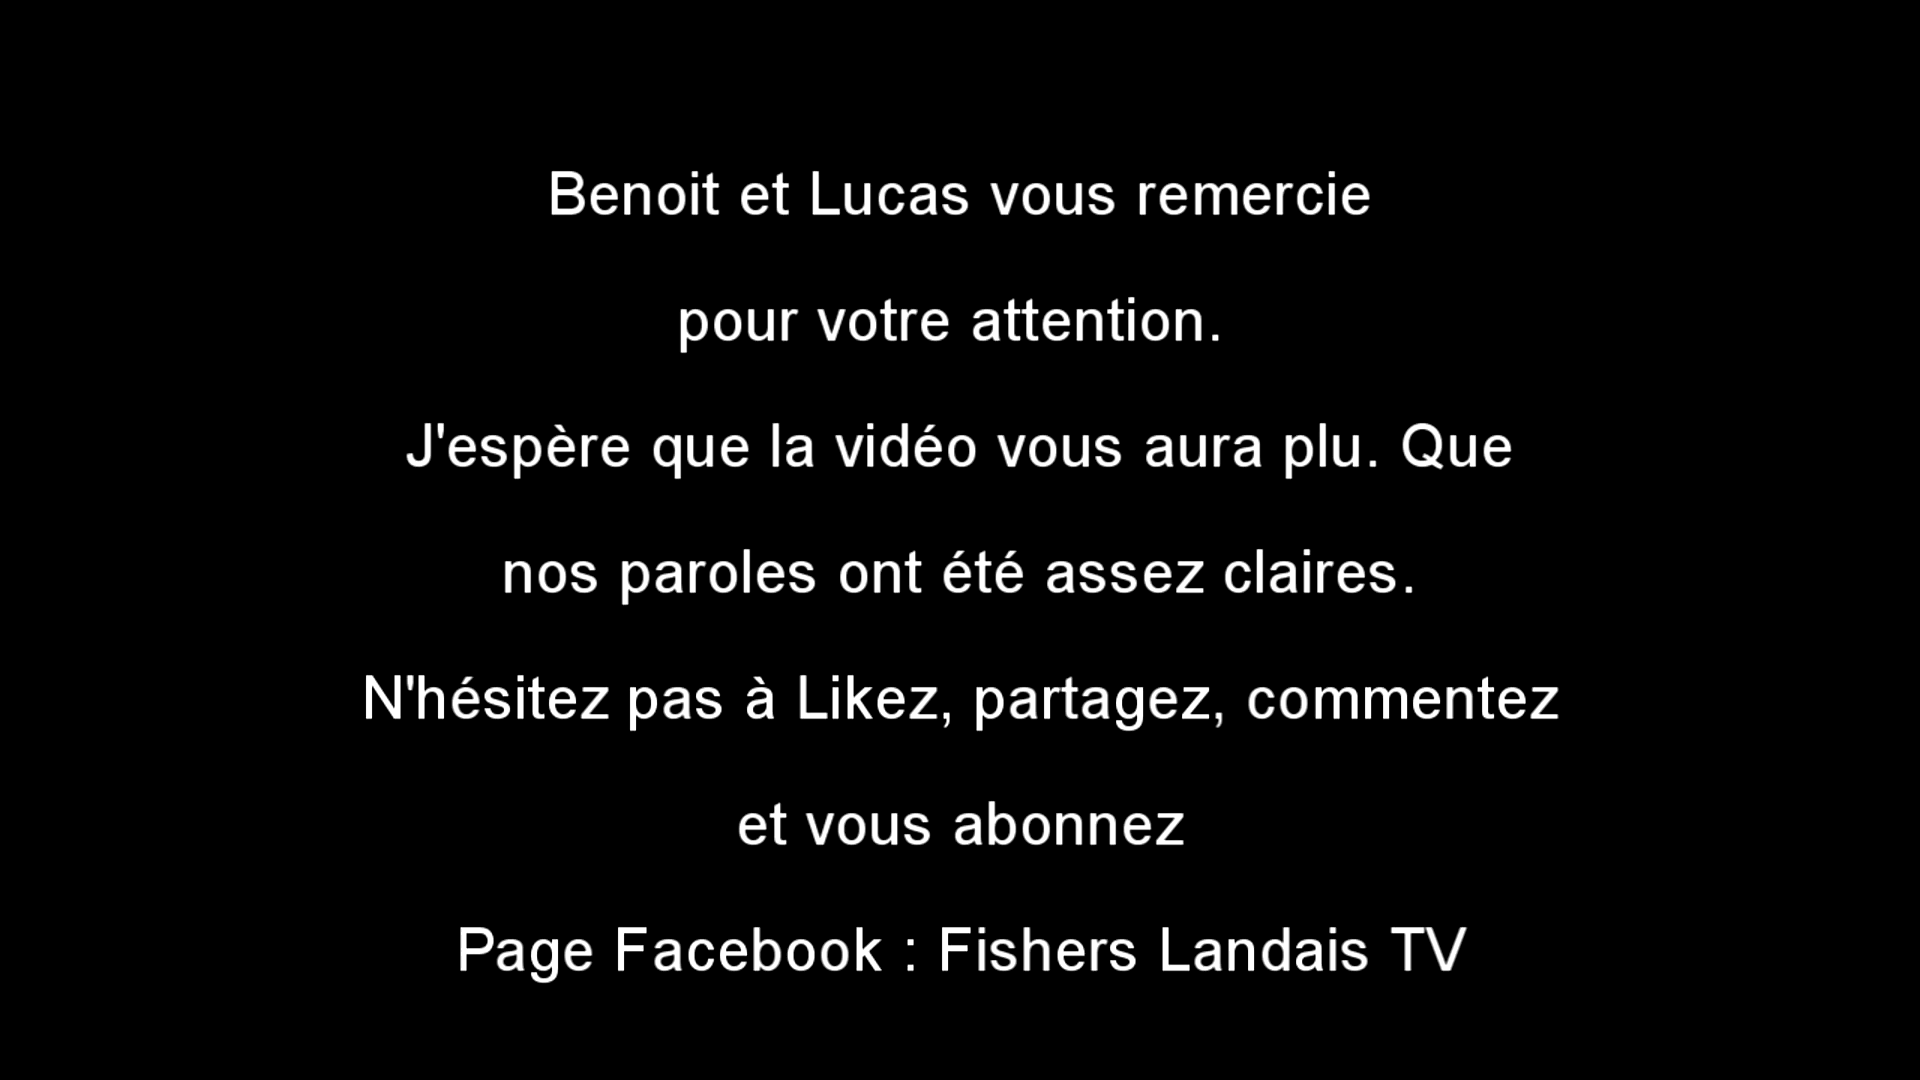 Benoit et Lucas vous remercie
pour votre attention.
J'espère que la vidéo vous aura plu. Que
nos paroles ont été assez claires.
N'hésitez pas à Likez, partagez, commentez
et vous abonnez
Page Facebook : Fishers Landais TV